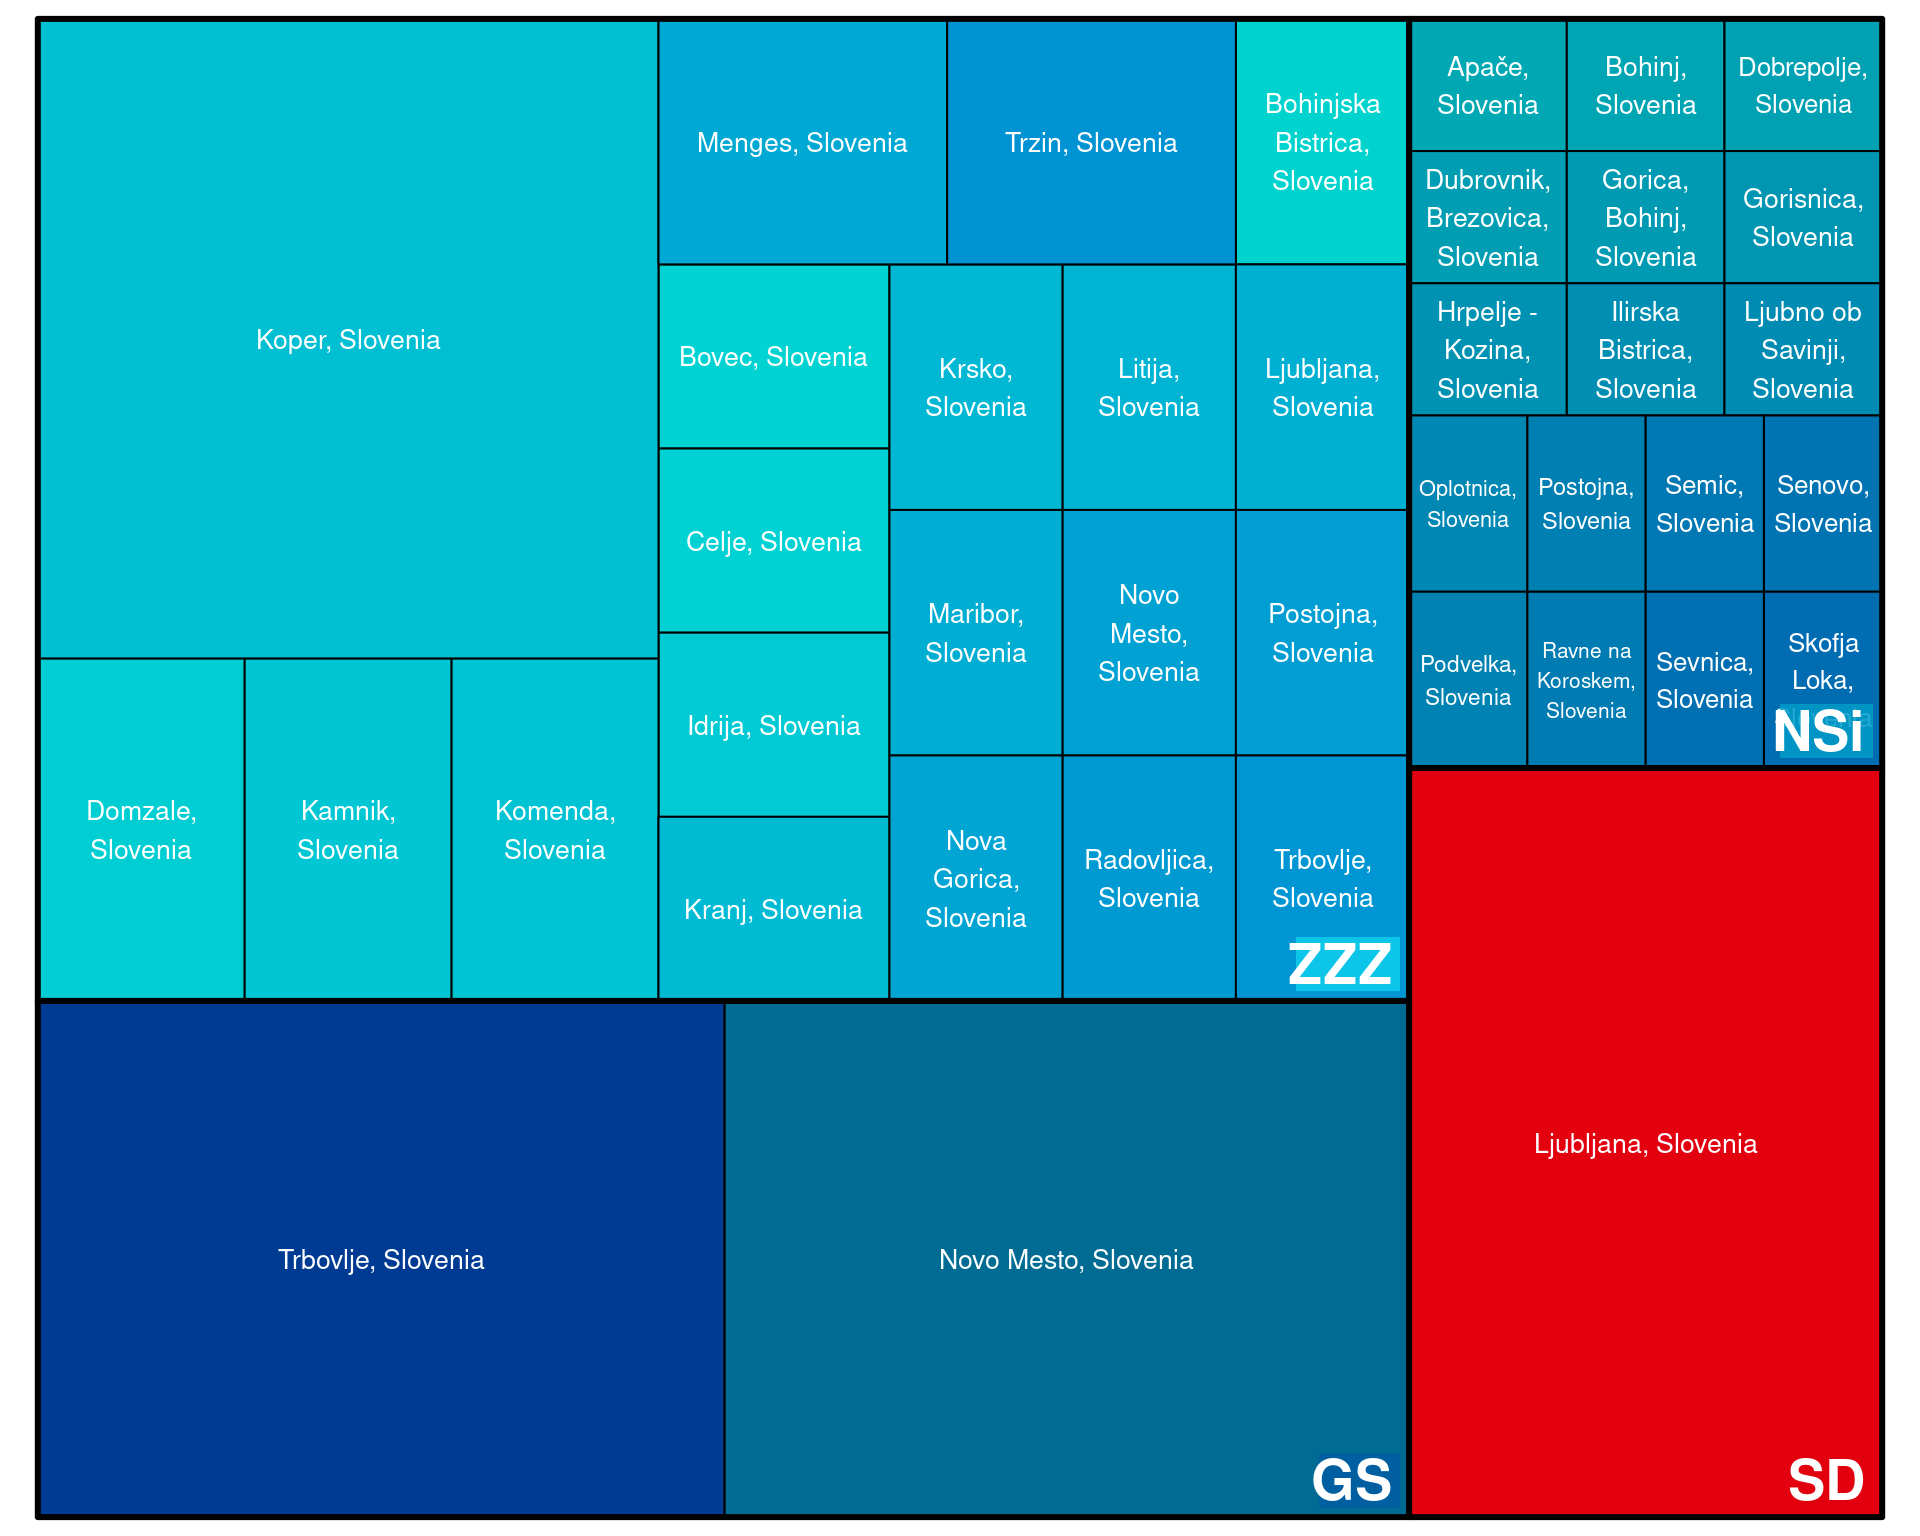 Koper, Slovenia
Menges, Slovenia
Trzin, Slovenia
Bohinjska
Bistrica,
Slovenia
Bovec, Slovenia
Celje, Slovenia
Idrija, Slovenia
Kranj, Slovenia
Krsko,
Slovenia
Litija,
Slovenia
Ljubljana,
Slovenia
Maribor,
Slovenia
Novo
Mesto,
Slovenia
Postojna,
Slovenia
Nova
Gorica,
Slovenia
Radovljica,
Slovenia
Trbovlje,
Slovenia
Domzale,
Slovenia
Kamnik,
Slovenia
Komenda,
Slovenia
ZZZ
Apače,
Slovenia
Bohinj,
Slovenia
Dobrepolje,
Slovenia
Dubrovnik,
Brezovica,
Slovenia
Gorica,
Bohinj,
Slovenia
Gorisnica,
Slovenia
Hrpelje -
Kozina,
Slovenia
Ilirska
Bistrica,
Slovenia
Ljubno ob
Savinji,
Slovenia
Oplotnica,
Slovenia
Postojna,
Slovenia
Semic,
Slovenia
Senovo,
Slovenia
Podvelka,
Slovenia
Ravne na
Koroskem,
Slovenia
Sevnica,
Slovenia
Skofja
Loka,
NSi
Trbovlje, Slovenia
Novo Mesto, Slovenia
GS
Ljubljana, Slovenia
SD